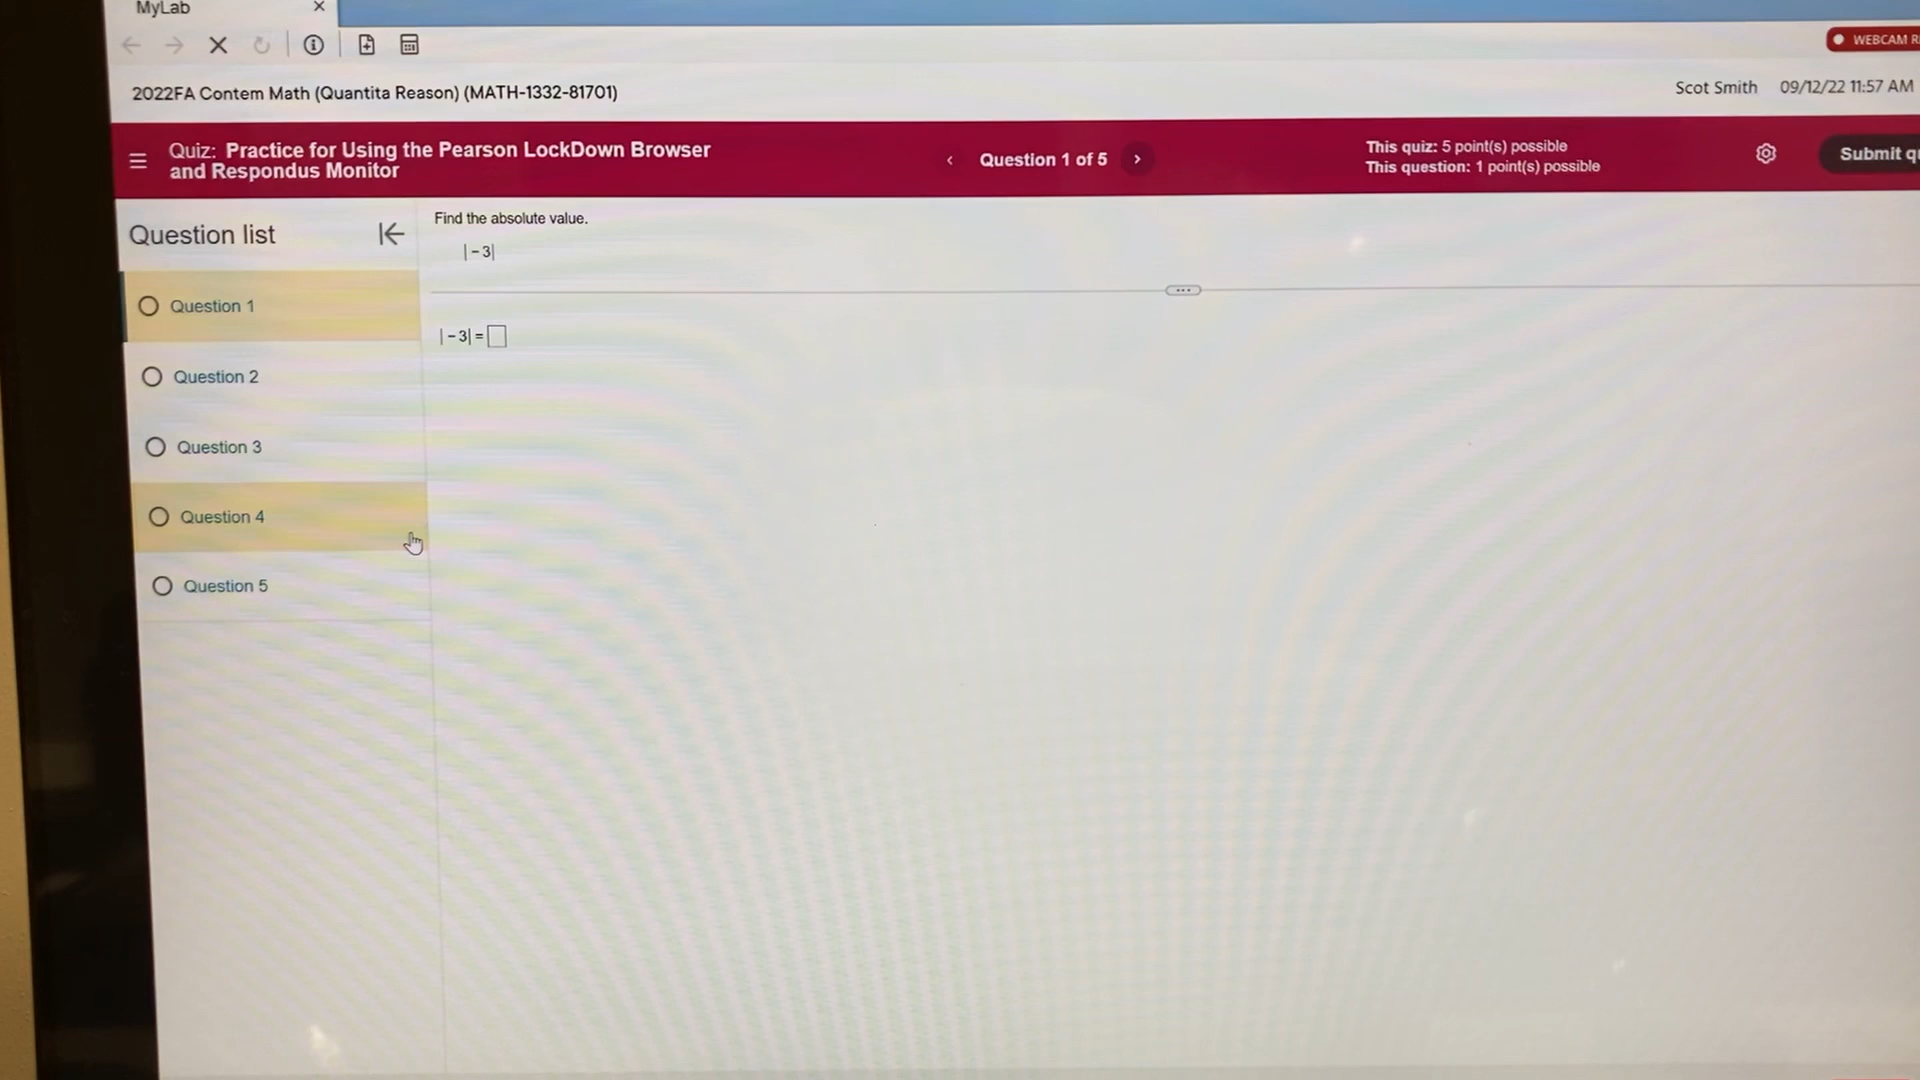 MyLab
WEBCAM
2022FA Contem Math (Quantita Reason) (MATH-1332-81701)
Scot Smith 09/12/22 11:57 AM
Quiz: Practice for Using the Pearson LockDown Browser
and Respondus Monitor
Question 1 of 5
This quiz: 5 point(s) possible
This question: 1 point(s) possible
Submit
Question list
Find the absolute value.
|-3|
Question 1
|-3|=
Question 2
Question 3
Question 4
Question 5